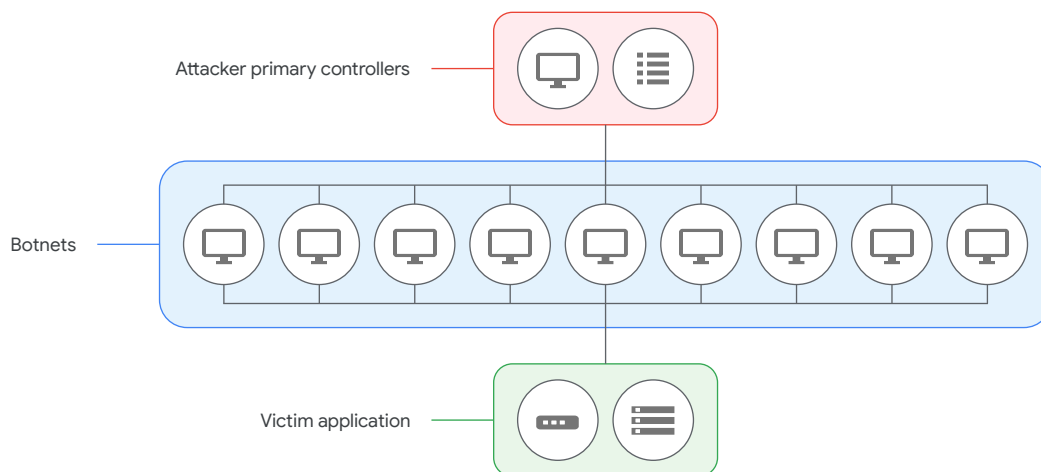 Attacker primary controllers
Botnets
Victim application